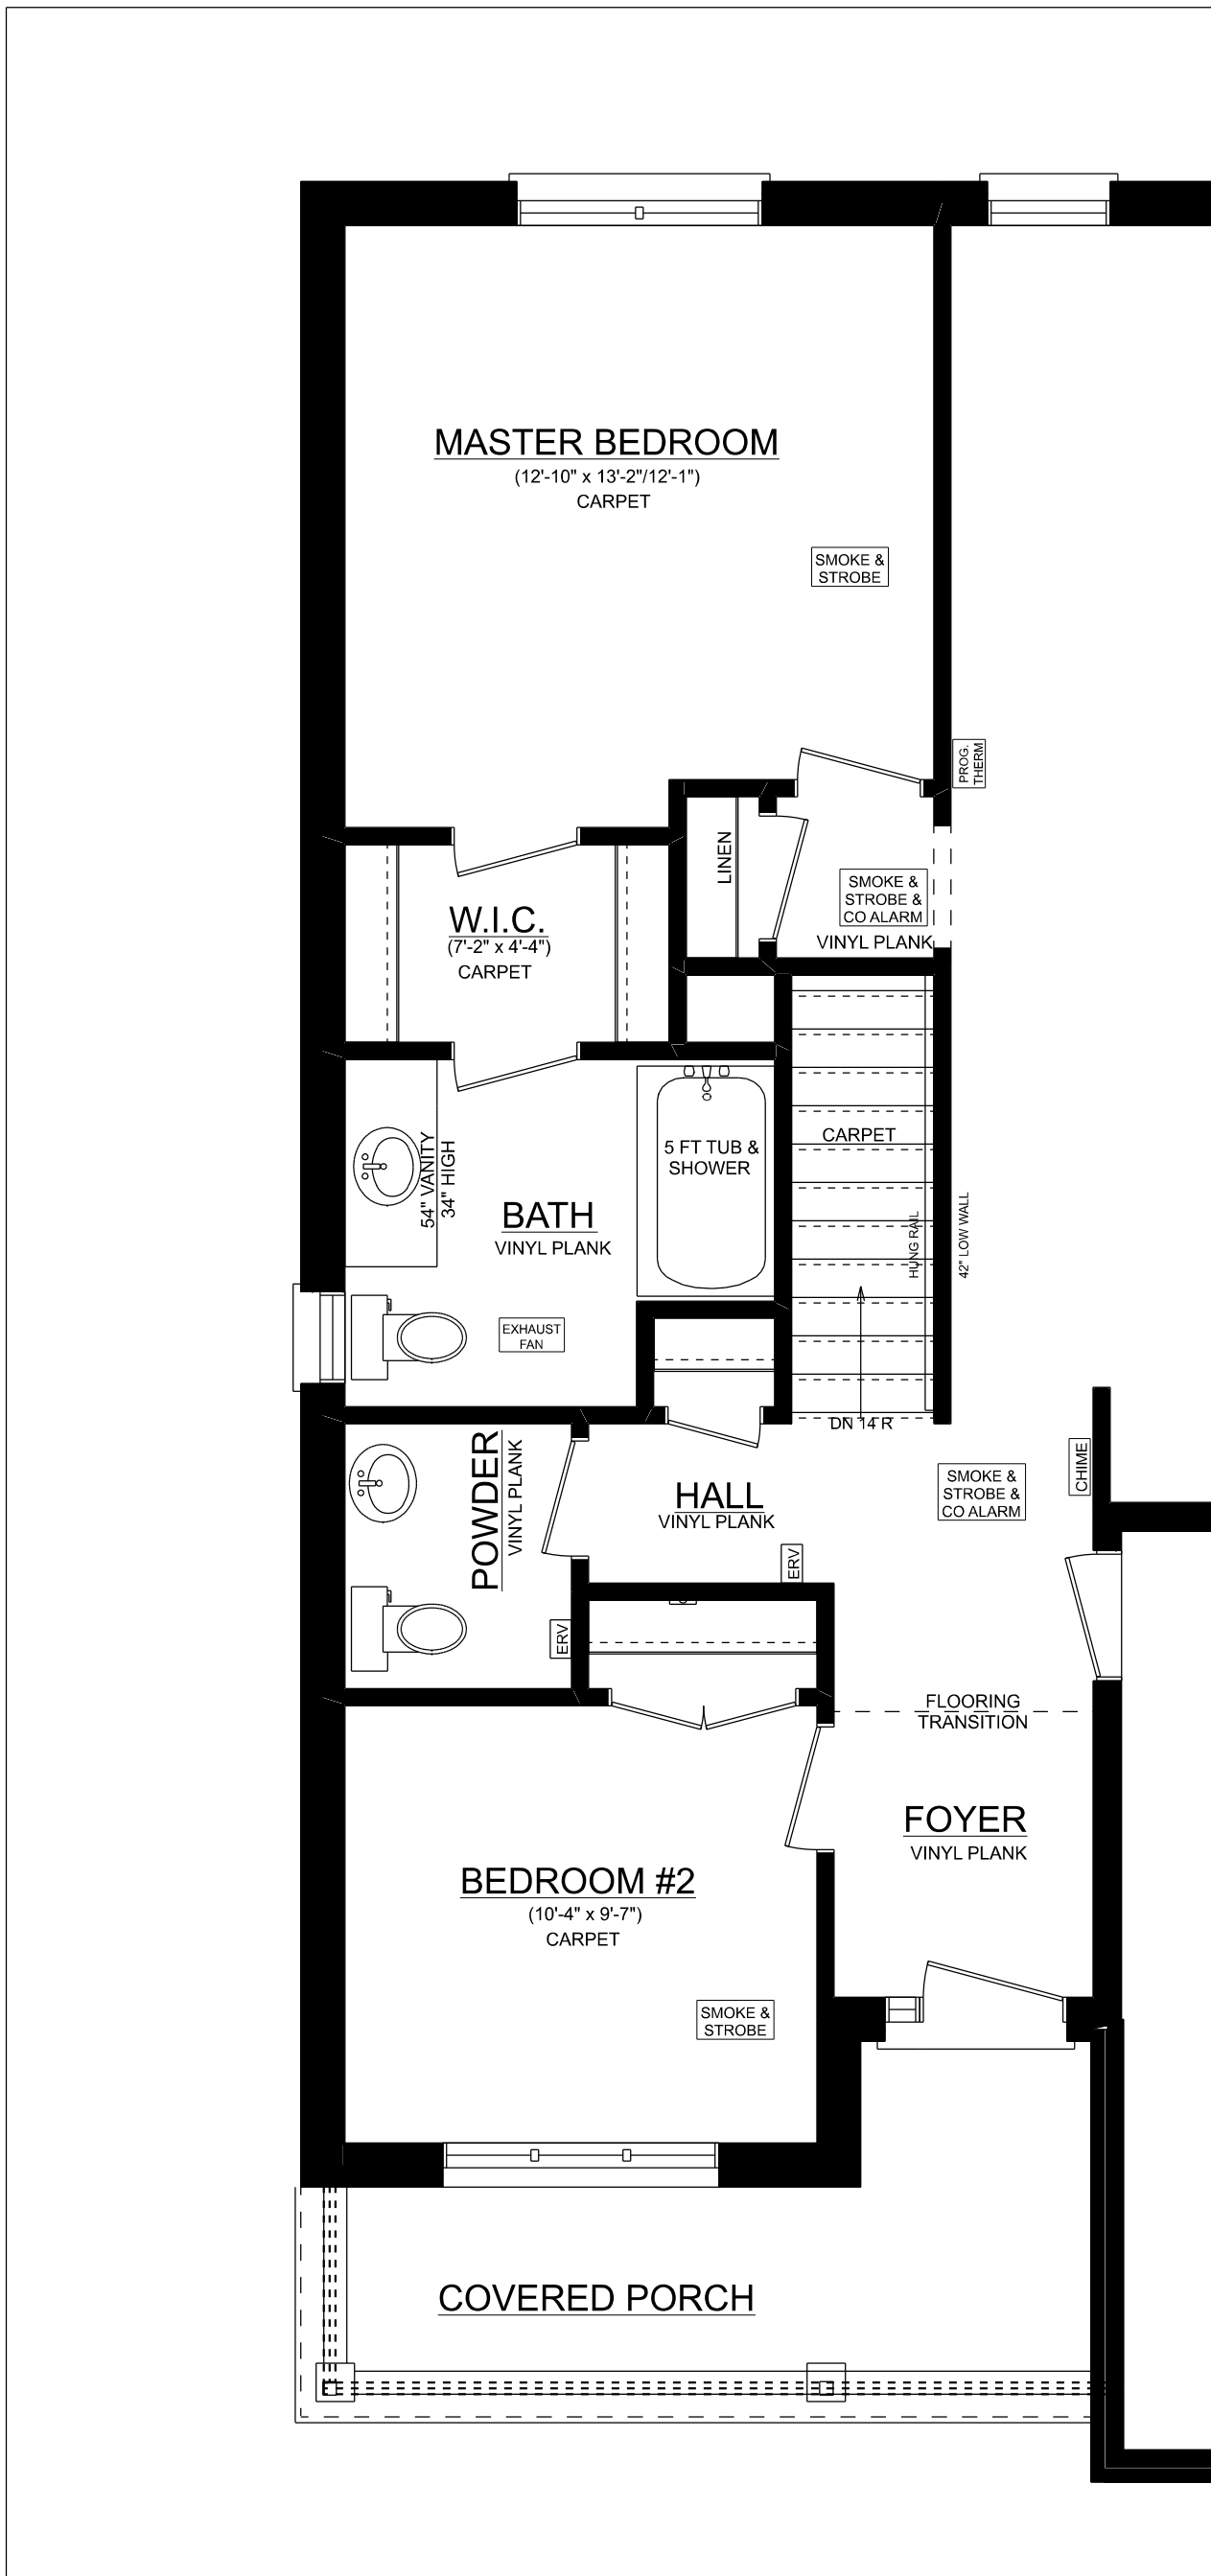 MASTER BEDROOM
(12'-10" x 13'-2"/12'-1")
CARPET
SMOKE &
STROBE
PROG.
THERM
LINEN
SMOKE &
STROBE &
CO ALARM
VINYL PLANK
W.I.C.
(7'-2" x 4'-4")
CARPET
CARPET
5 FT TUB &
SHOWER
54" VANITY
34" HIGH
BATH
VINYL PLANK
HUNG RAIL
42" LOW WALL
EXHAUST
FAN
DN 14 R
POWDER
VINYL PLANK
HALL
VINYL PLANK
SMOKE &
STROBE &
CO ALARM
CHIME
ERV
ERV
FLOORING
TRANSITION
FOYER
VINYL PLANK
BEDROOM #2
(10'-4" x 9'-7")
CARPET
SMOKE &
STROBE
COVERED PORCH